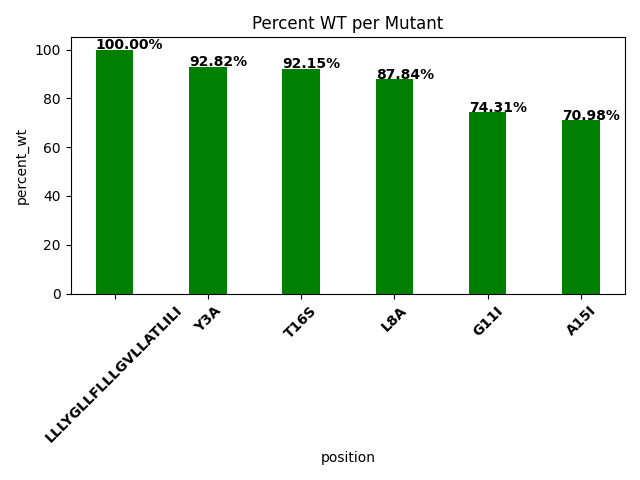 Percent WT per Mutant
percent_wt
100
80
60
40
20
0
100.00%
92.82%
92.15%
87.84%
74.31%
70.98%
LLLYGLLFLLLGVLLATLILI
Y3A
T16S
L8A
G11I
A15I
position